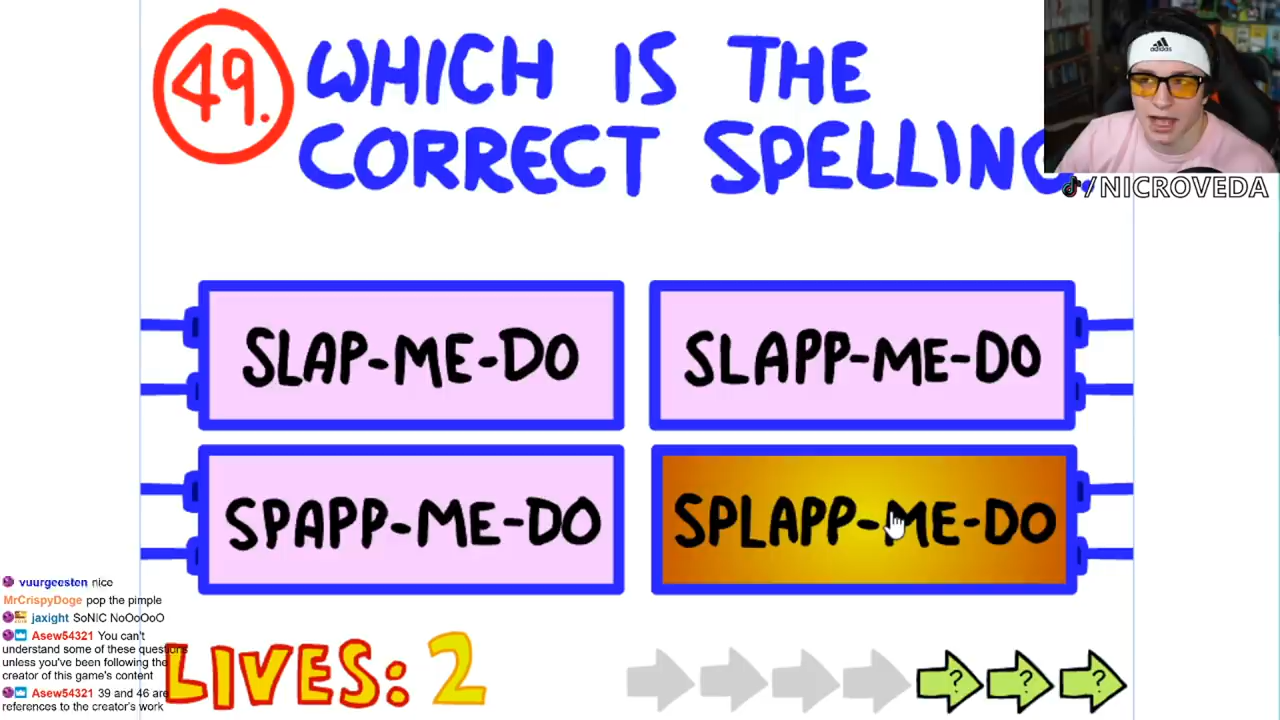 49. WHICH IS THE
CORRECT SPELLING.
adidas
/NICROVEDA
SLAP-ME-DO
SLAPP-ME-DO
SPAPP-ME-DO
SPLAPP-ME-DO
vuurgeesten nice
MrCrispyDoge pop the pimple
jaxight SoNIC NoOoOoO
Asew54321 You can't
understand some of these questions
unless you've been following the
creator of this game's content
Asew54321 39 and 46 are
references to the creator's work
LIVES: 2
? ? ?